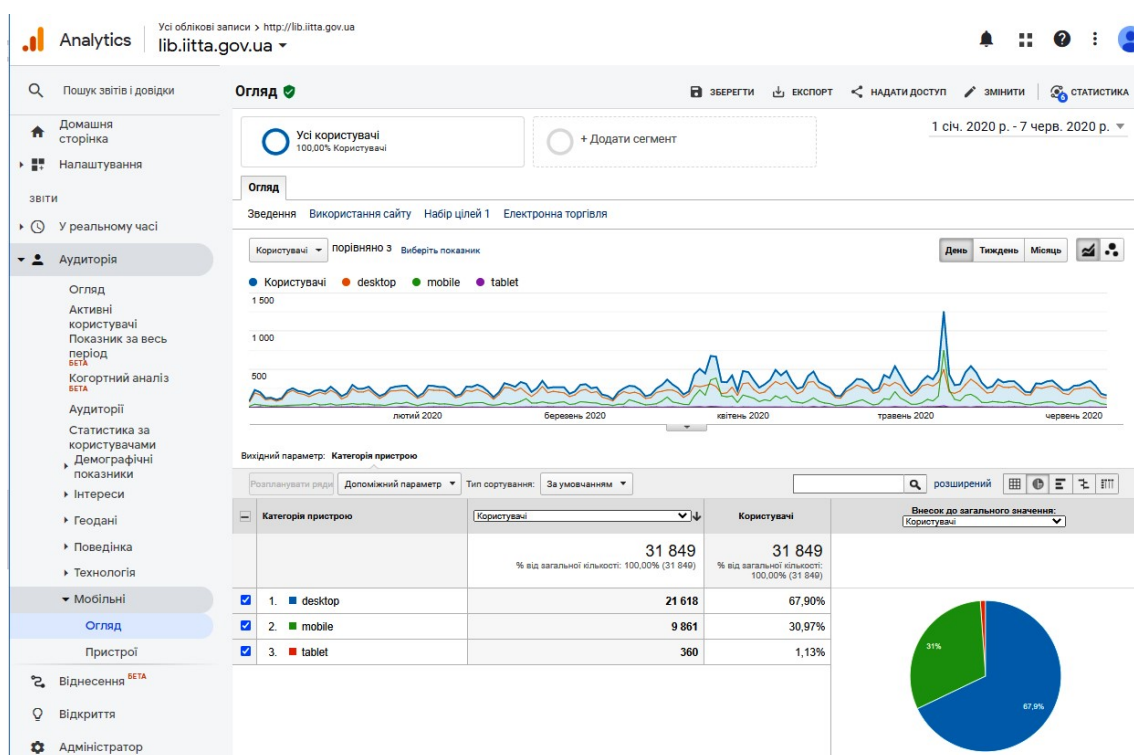 Analytics
Усі облікові записи > http://lib.iitta.gov.ua
lib.iitta.gov.ua
Пошук звітів і довідки
Домашня
сторінка
Налаштування
ЗВІТИ
У реальному часі
Аудиторія
Огляд
Активні
користувачі
Показник за весь
період
БЕТА
Когортний аналіз
БЕТА
Аудиторії
Статистика за
користувачами
Демографічні
показники
Інтереси
Геодані
Поведінка
Технологія
Мобільні
Огляд
Пристрої
Віднесення БЕТА
Відкриття
Адміністратор
Огляд
ЗБЕРЕГТИ
ЕКСПОРТ
НАДАТИ ДОСТУП
ЗМІНИТИ
6
СТАТИСТИКА
Усі користувачі
100,00% Користувачі
+ Додати сегмент
1 січ. 2020 р. - 7 черв. 2020 р.
Огляд
Зведення Використання сайту Набір цілей 1 Електронна торгівля
Користувачі порівняно з Виберіть показник
День Тиждень Місяць
Користувачі desktop mobile tablet
1 500
1 000
500
лютий 2020 березень 2020 квітень 2020 травень 2020 червень 2020
Вихідний параметр: Категорія пристрою
Розпланувати ряди Допоміжний параметр Тип сортування: За умовчанням розширений
Категорія пристрою Користувачі Користувачі Внесок до загального значення:
Користувачі
31 849 31 849
% від загальної кількості: 100,00% (31 849) % від загальної кількості:
100,00% (31 849)
1. desktop 21 618 67,90%
2. mobile 9 861 30,97%
3. tablet 360 1,13%
31%
67,9%